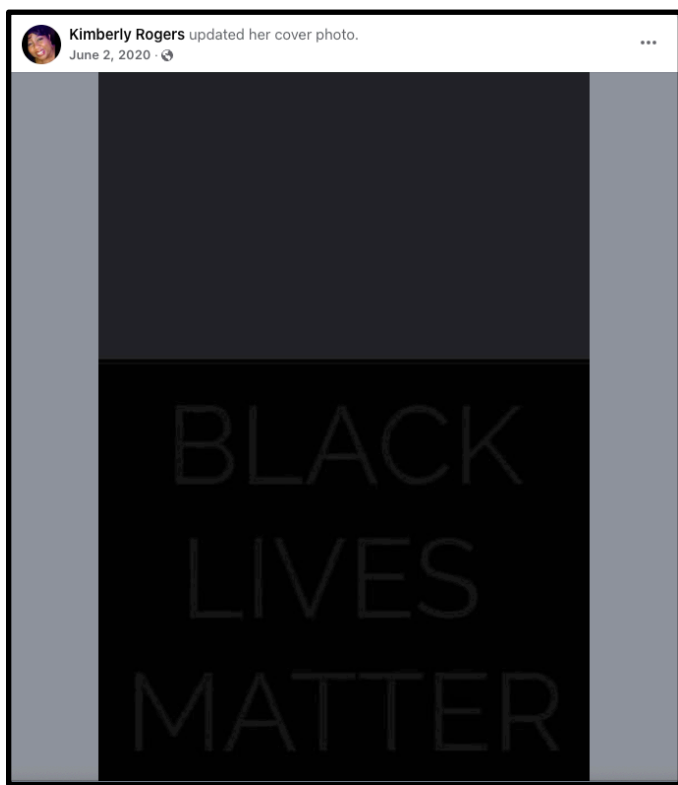 Kimberly Rogers updated her cover photo.
June 2, 2020 ·
BLACK
LIVES
MATTER